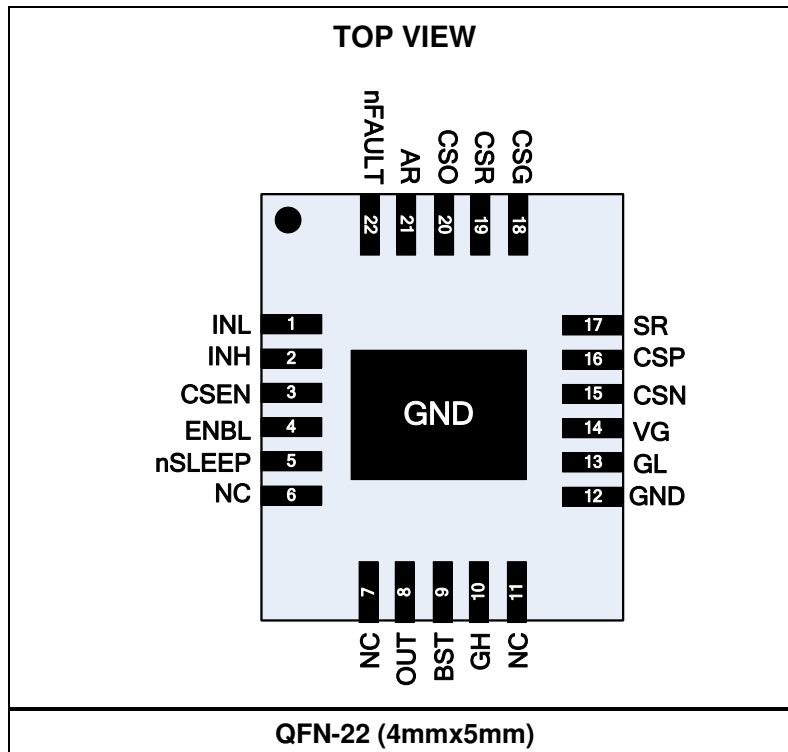 TOP VIEW
nFAULT AR CSO CSR CSG
22 21 20 19 18
INL 1
INH 2
CSEN 3
ENBL 4
nSLEEP 5
NC 6
GND
17 SR
16 CSP
15 CSN
14 VG
13 GL
12 GND
7 8 9 10 11
NC OUT BST GH NC
QFN-22 (4mmx5mm)